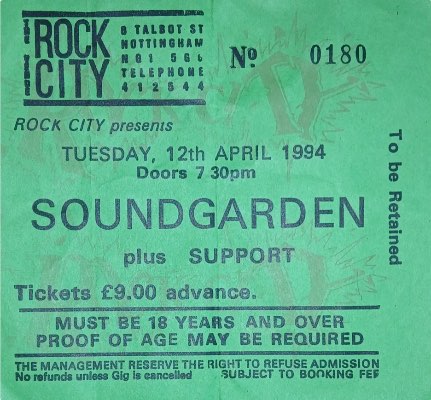 THE ROCK
CITY
8 TALBOT ST
NOTTINGHAM
NG1 5GG
TELEPHONE
412544
No 0180
ROCK CITY presents
TUESDAY, 12th APRIL 1994
Doors 7 30pm
SOUNDGARDEN
plus SUPPORT
Tickets £9.00 advance.
MUST BE 18 YEARS AND OVER
PROOF OF AGE MAY BE REQUIRED
THE MANAGEMENT RESERVE THE RIGHT TO REFUSE ADMISSION
No refunds unless Gig is cancelled SUBJECT TO BOOKING FEE
To be Retained